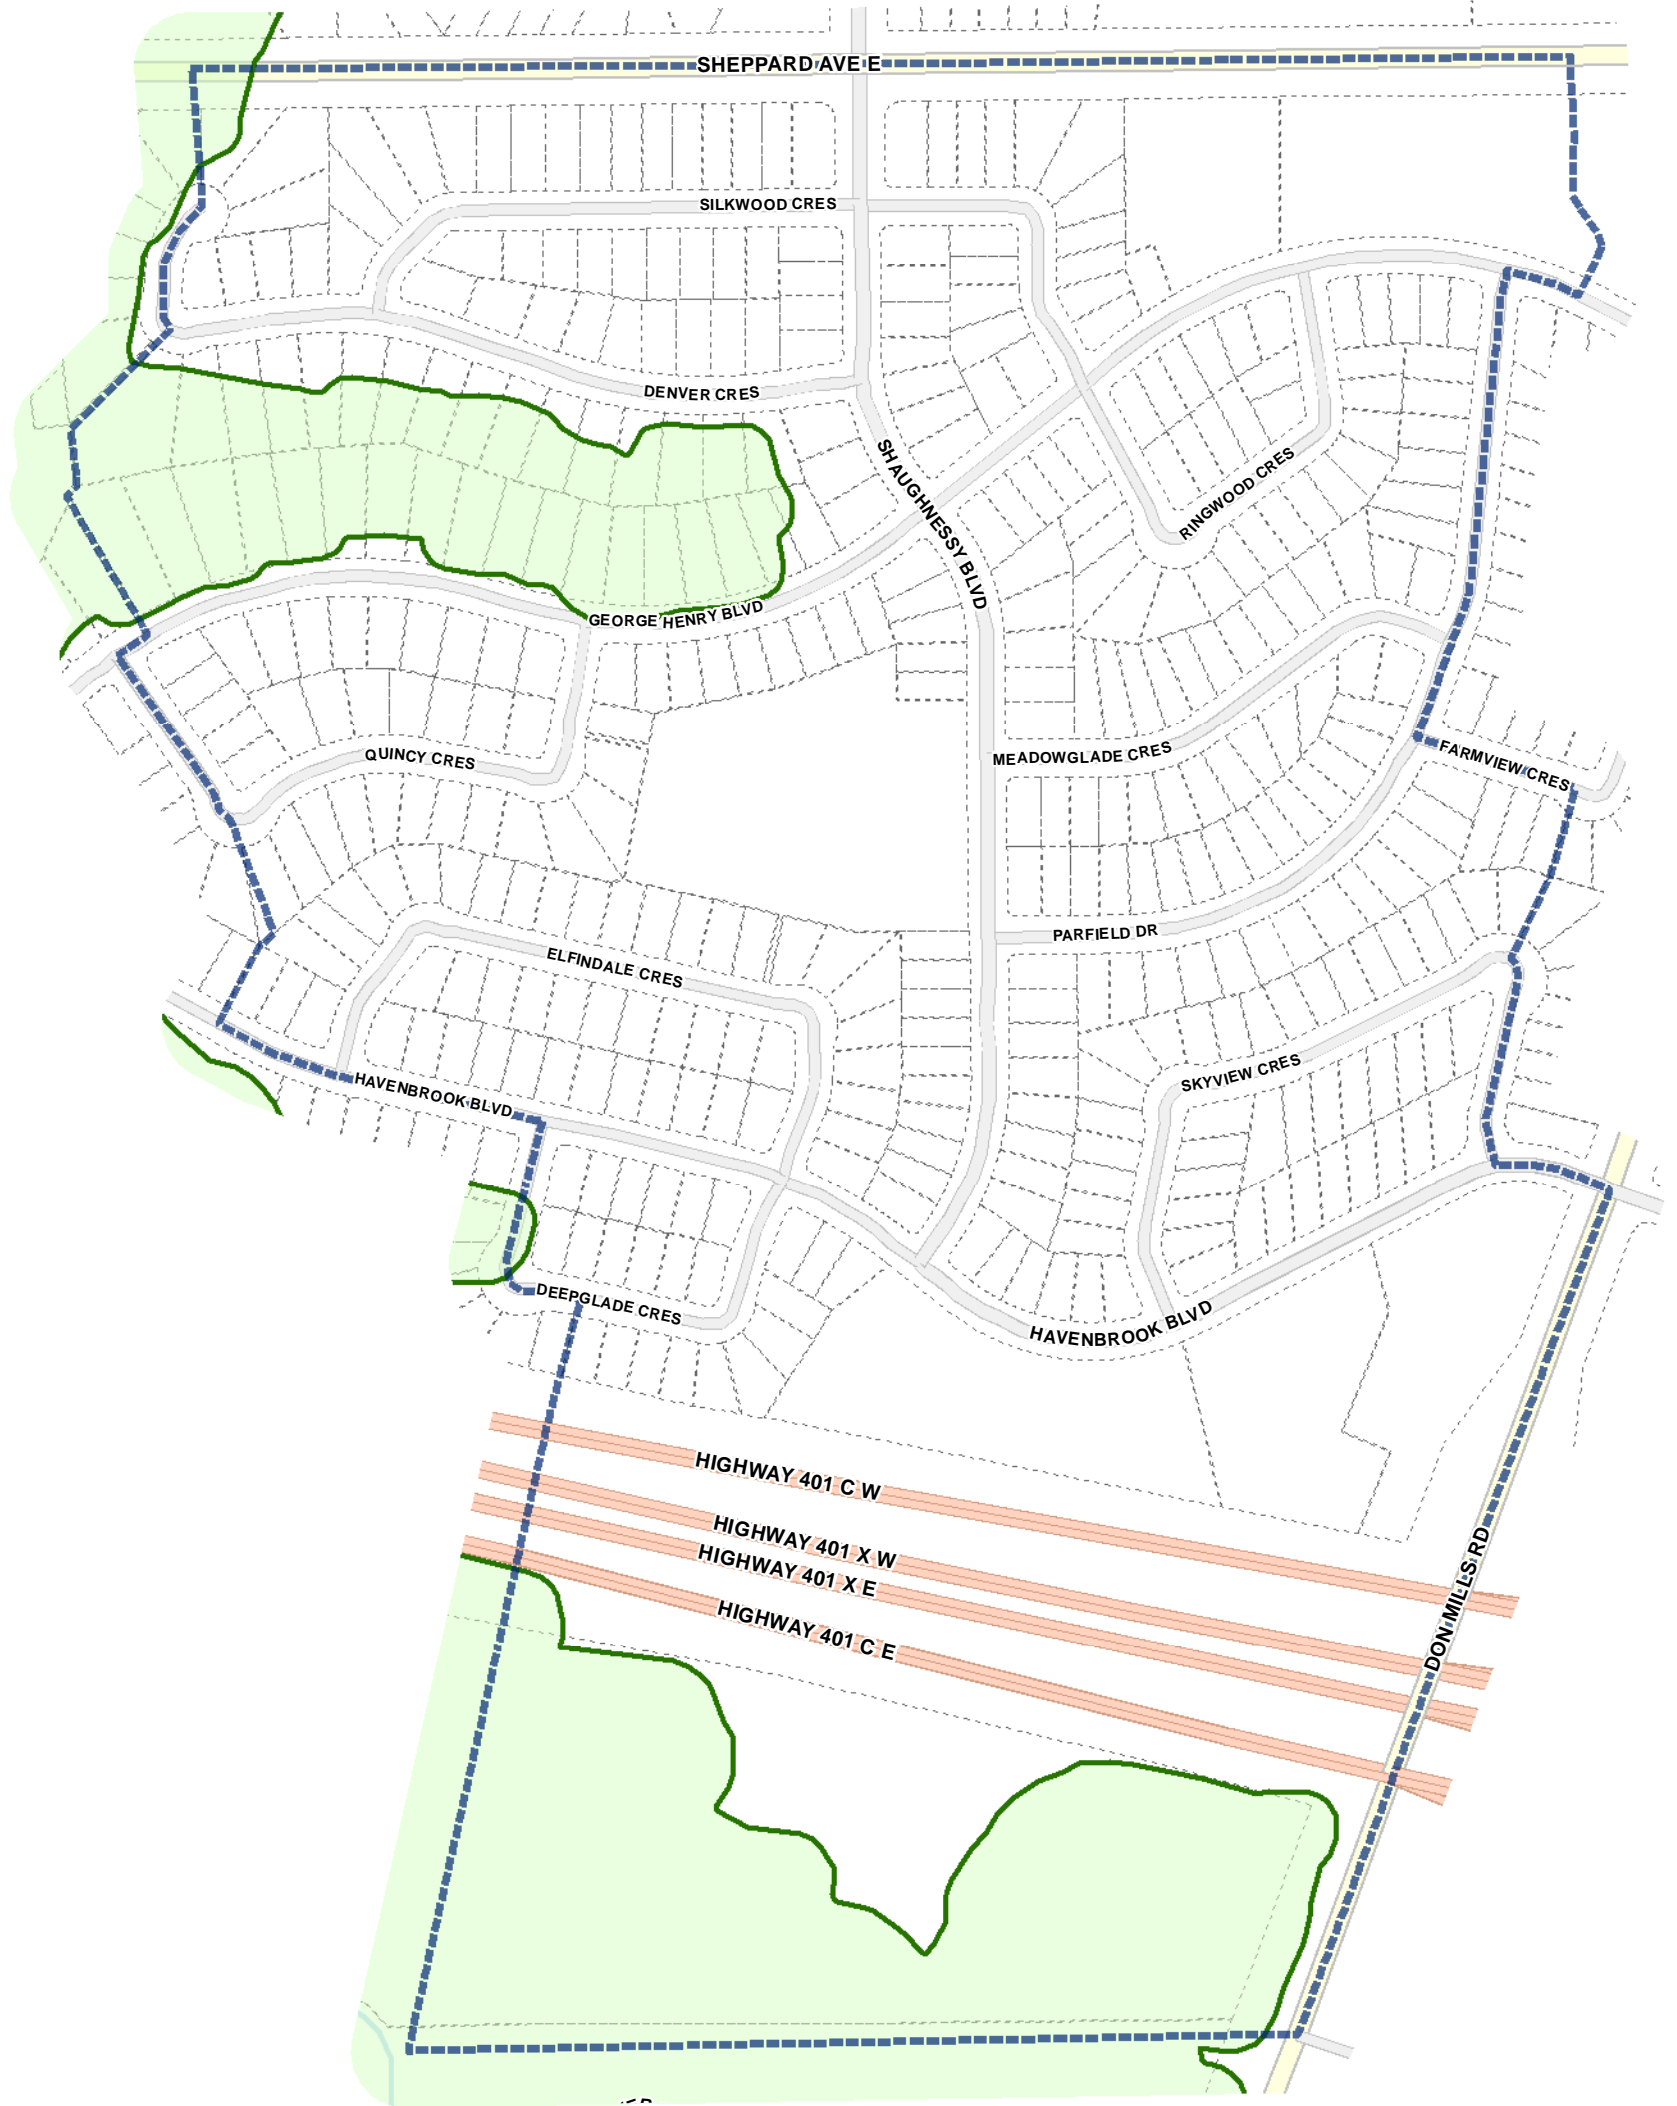 SHEPPARD AVE E
SILKWOOD CRES
DENVER CRES
SHAUGHNESSY BLVD
RINGWOOD CRES
GEORGE HENRY BLVD
QUINCY CRES
MEADOWGLADE CRES
FARMVIEW CRES
PARFIELD DR
ELFINDALE CRES
SKYVIEW CRES
HAVENBROOK BLVD
DEEPGLADE CRES
HAVENBROOK BLVD
HIGHWAY 401 C W
HIGHWAY 401 X W
HIGHWAY 401 X E
HIGHWAY 401 C E
DON MILLS RD